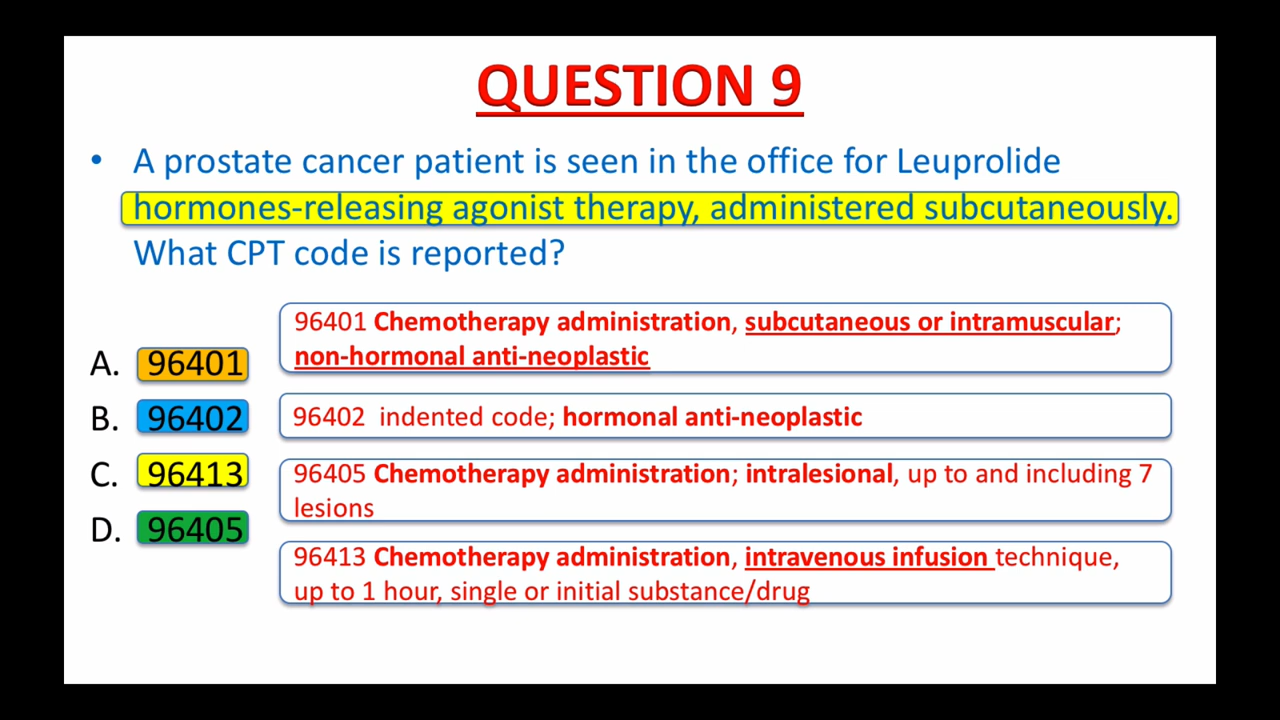 QUESTION 9
• A prostate cancer patient is seen in the office for Leuprolide
hormones-releasing agonist therapy, administered subcutaneously.
What CPT code is reported?
A. 96401
B. 96402
C. 96413
D. 96405
96401 Chemotherapy administration, subcutaneous or intramuscular;
non-hormonal anti-neoplastic
96402 indented code; hormonal anti-neoplastic
96405 Chemotherapy administration; intralesional, up to and including 7
lesions
96413 Chemotherapy administration, intravenous infusion technique,
up to 1 hour, single or initial substance/drug